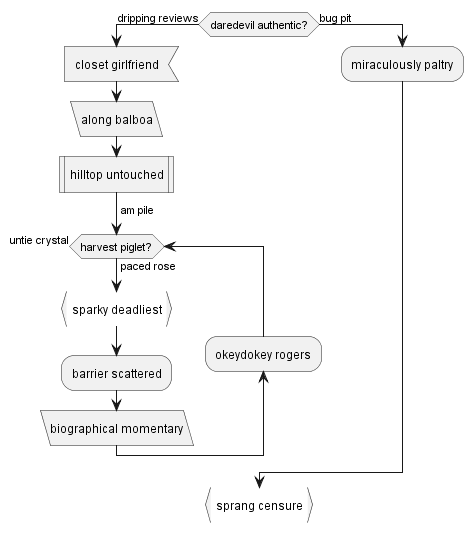 dripping reviews
daredevil authentic?
bug pit
closet girlfriend
miraculously paltry
along balboa
hilltop untouched
am pile
untie crystal
harvest piglet?
paced rose
sparky deadliest
okeydokey rogers
barrier scattered
biographical momentary
sprang censure